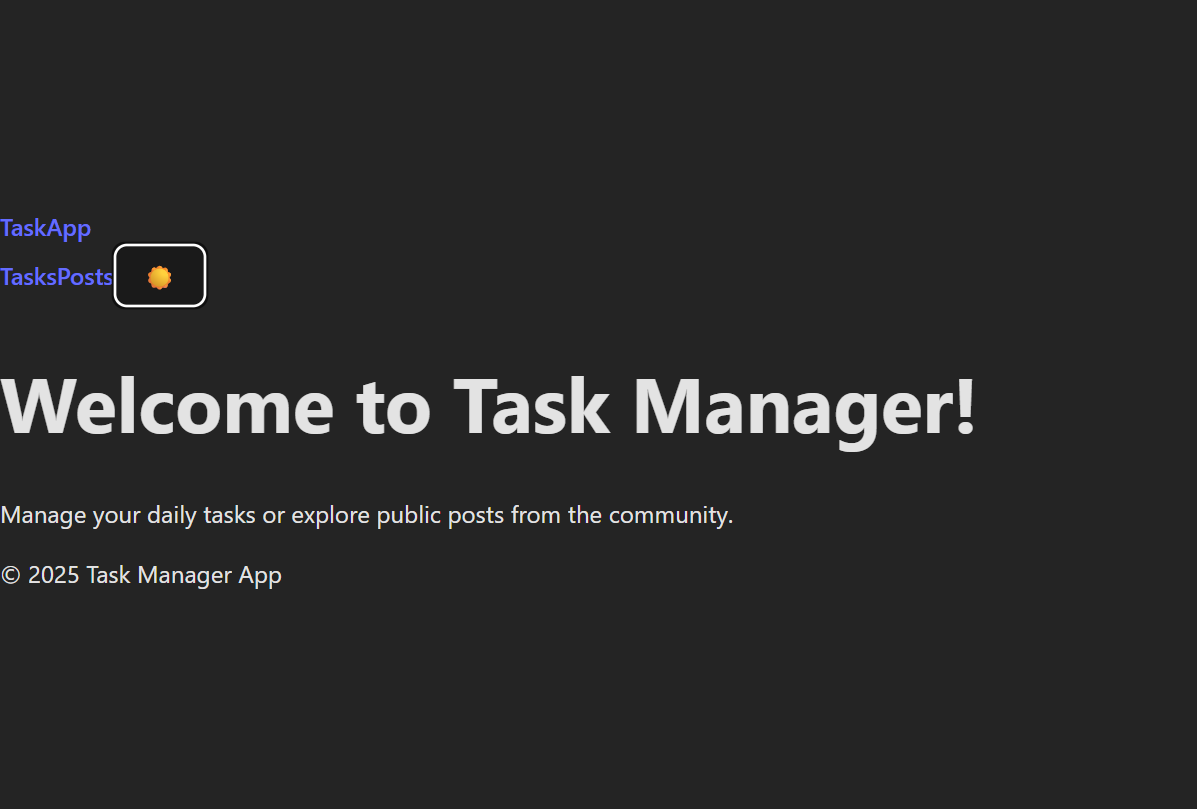 TaskApp
TasksPosts
Welcome to Task Manager!
Manage your daily tasks or explore public posts from the community.
© 2025 Task Manager App